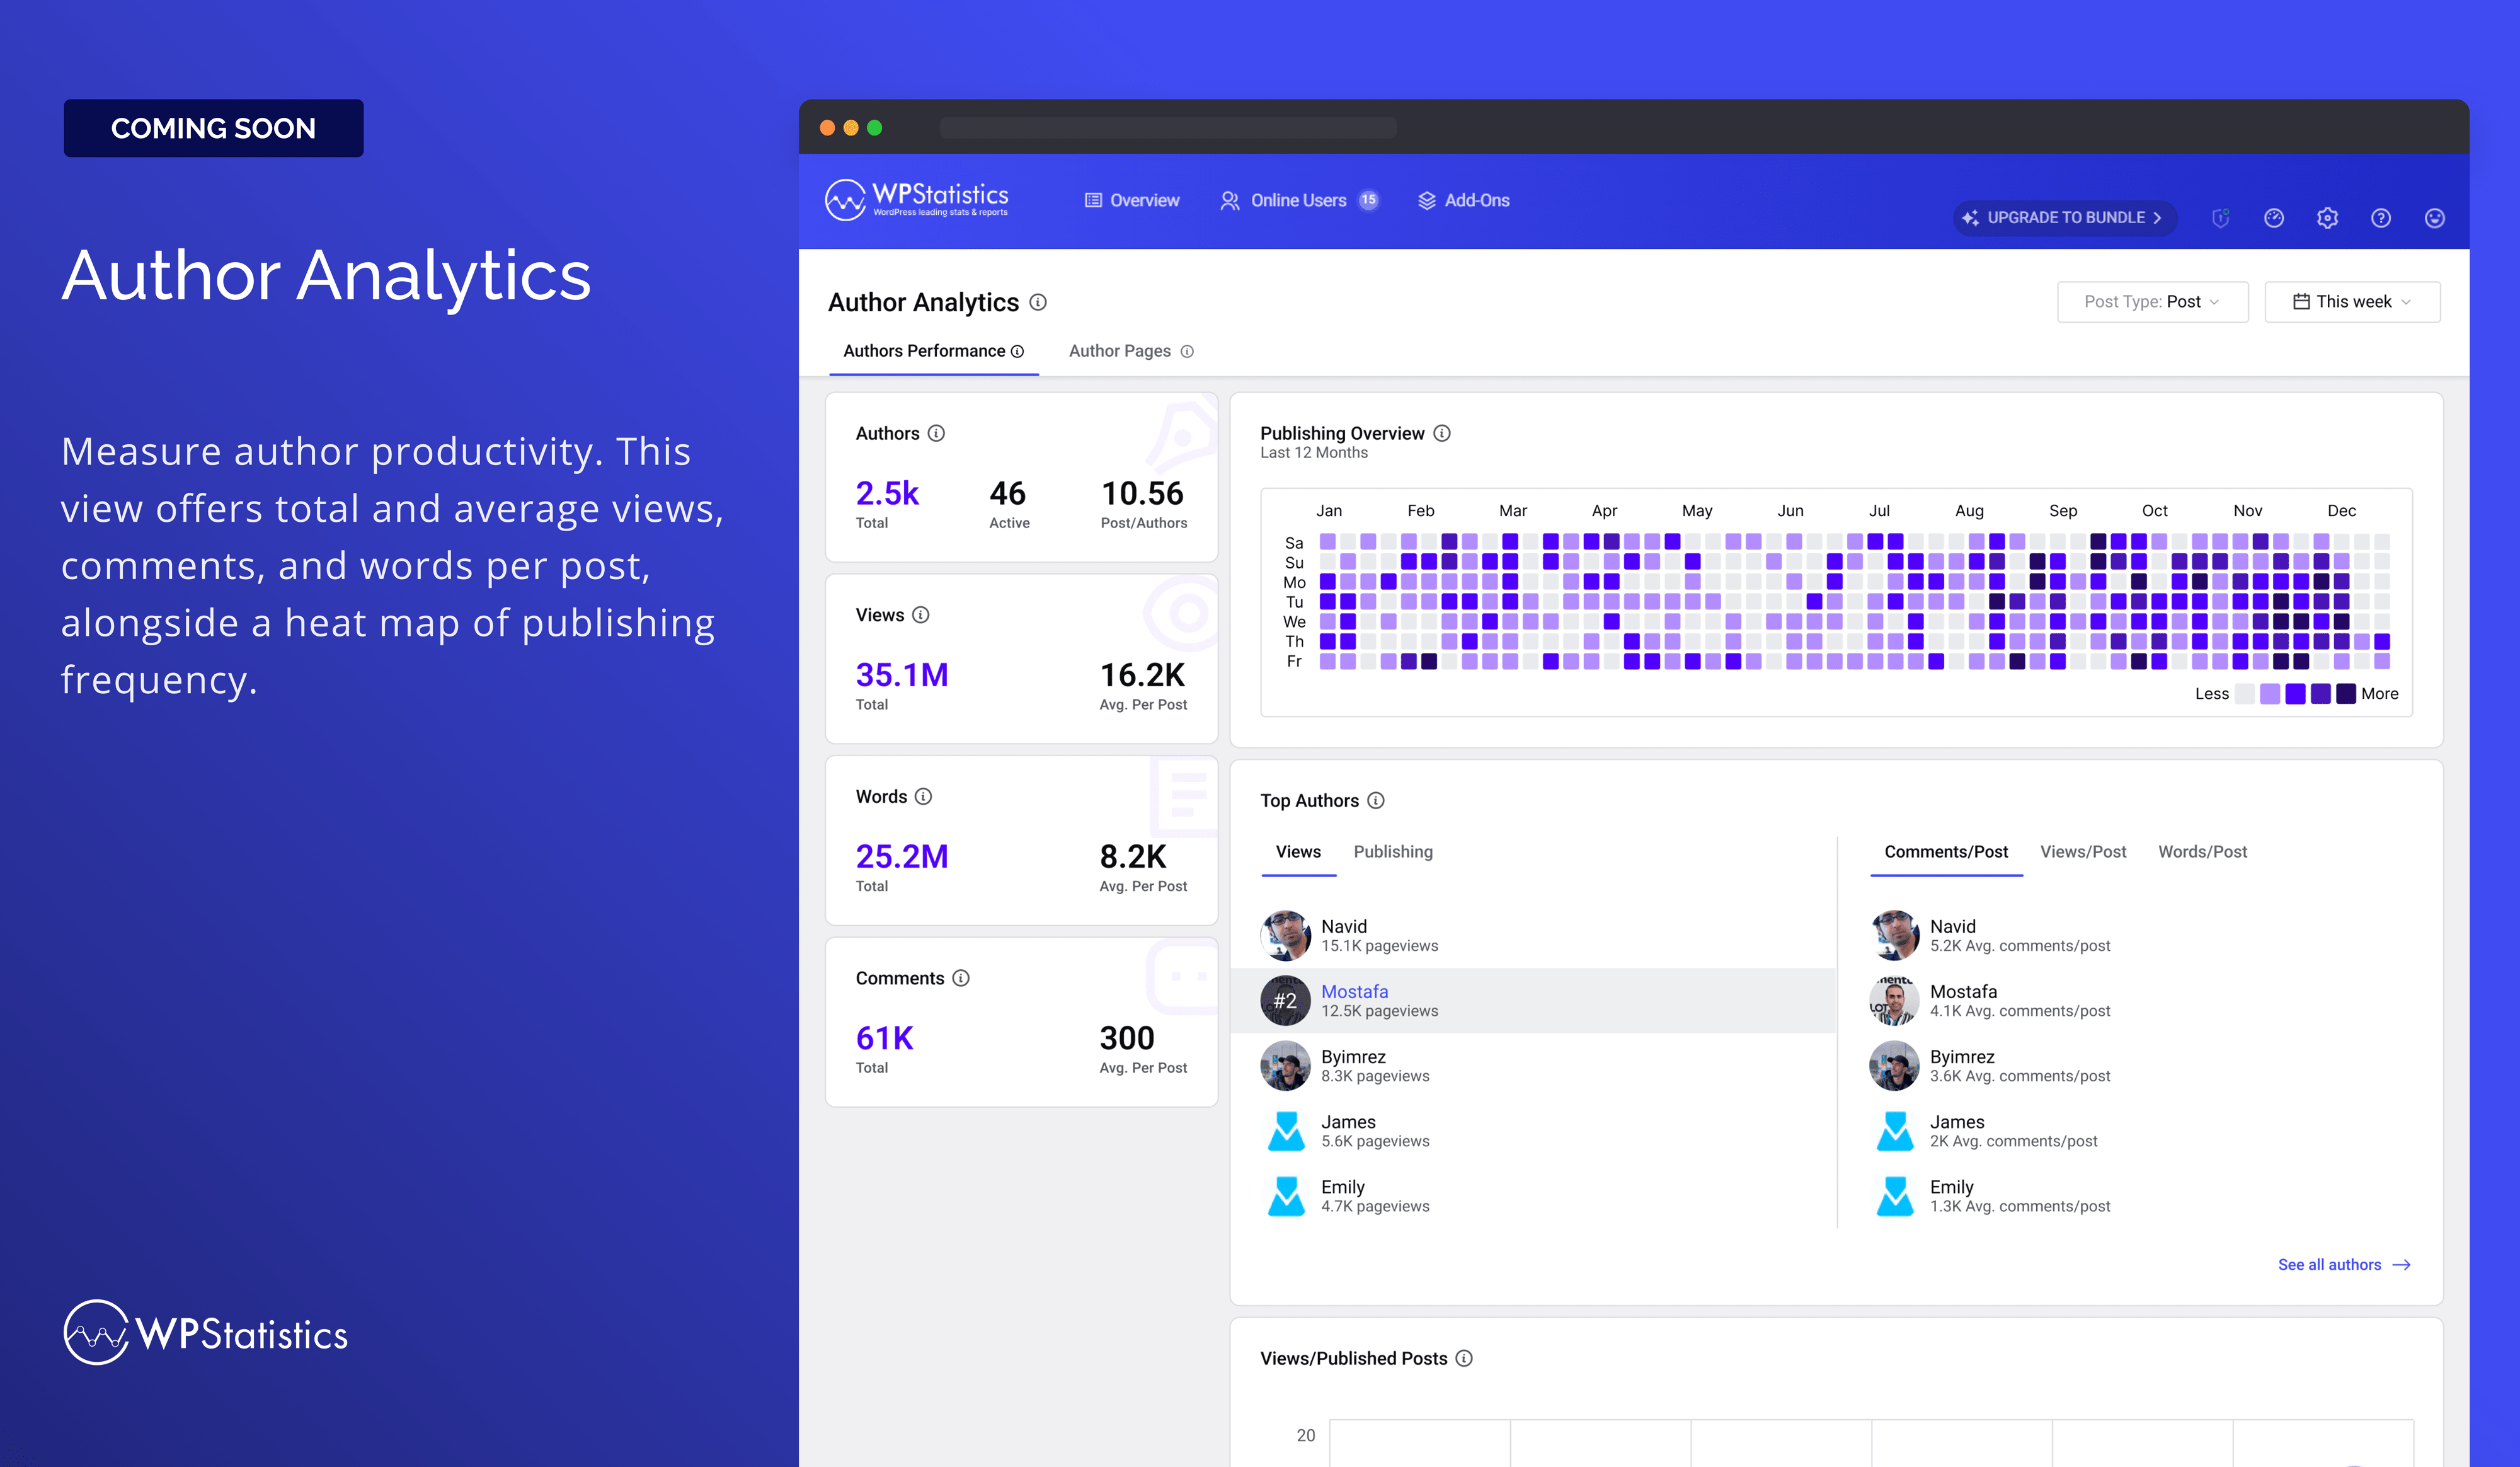 COMING SOON
Author Analytics
Measure author productivity. This
view offers total and average views,
comments, and words per post,
alongside a heat map of publishing
frequency.
WPStatistics
WPStatistics
WordPress leading stats & reports
Overview
Online Users 15
Add-Ons
UPGRADE TO BUNDLE
Author Analytics
Post Type: Post
This week
Authors Performance
Author Pages
Authors
2.5k 46 10.56
Total Active Post/Authors
Views
35.1M 16.2K
Total Avg. Per Post
Words
25.2M 8.2K
Total Avg. Per Post
Comments
61K 300
Total Avg. Per Post
Publishing Overview
Last 12 Months
Jan Feb Mar Apr May Jun Jul Aug Sep Oct Nov Dec
Sa
Su
Mo
Tu
We
Th
Fr
Less More
Top Authors
Views Publishing
Navid
15.1K pageviews
#2 Mostafa
12.5K pageviews
Byimrez
8.3K pageviews
James
5.6K pageviews
Emily
4.7K pageviews
Comments/Post Views/Post Words/Post
Navid
5.2K Avg. comments/post
Mostafa
4.1K Avg. comments/post
Byimrez
3.6K Avg. comments/post
James
2K Avg. comments/post
Emily
1.3K Avg. comments/post
See all authors
Views/Published Posts
20